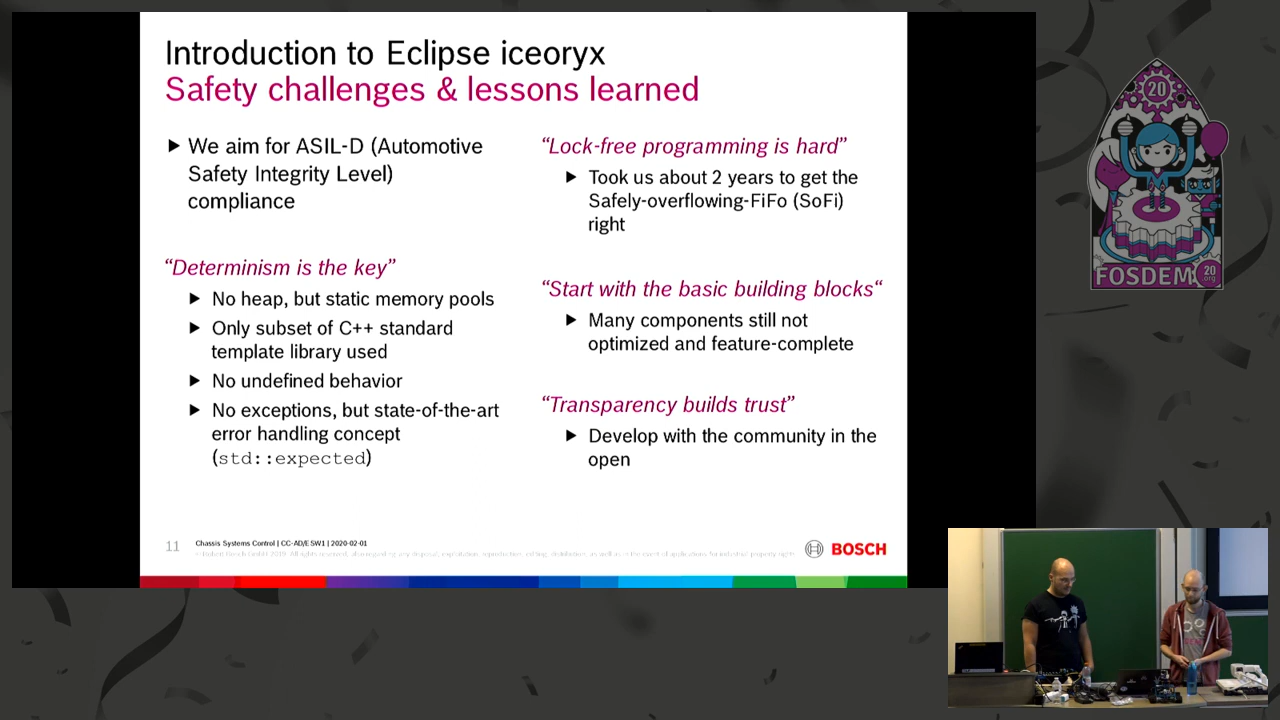 Introduction to Eclipse iceoryx
Safety challenges & lessons learned
We aim for ASIL-D (Automotive
Safety Integrity Level)
compliance
“Determinism is the key”
No heap, but static memory pools
Only subset of C++ standard
template library used
No undefined behavior
No exceptions, but state-of-the-art
error handling concept
(std::expected)
“Lock-free programming is hard”
Took us about 2 years to get the
Safely-overflowing-FiFo (SoFi)
right
“Start with the basic building blocks“
Many components still not
optimized and feature-complete
“Transparency builds trust”
Develop with the community in the
open
11
Chassis Systems Control | CC-AD/ESW1 | 2020-02-01
BOSCH
20
FOSDEM
20
.org